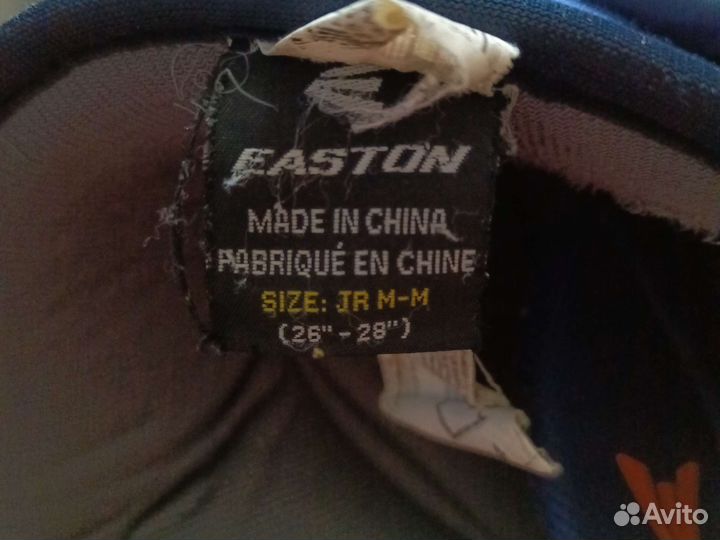 EASTON
MADE IN CHINA
FABRIQUÉ EN CHINE
SIZE: JR M-M
(26" - 28")
Avito